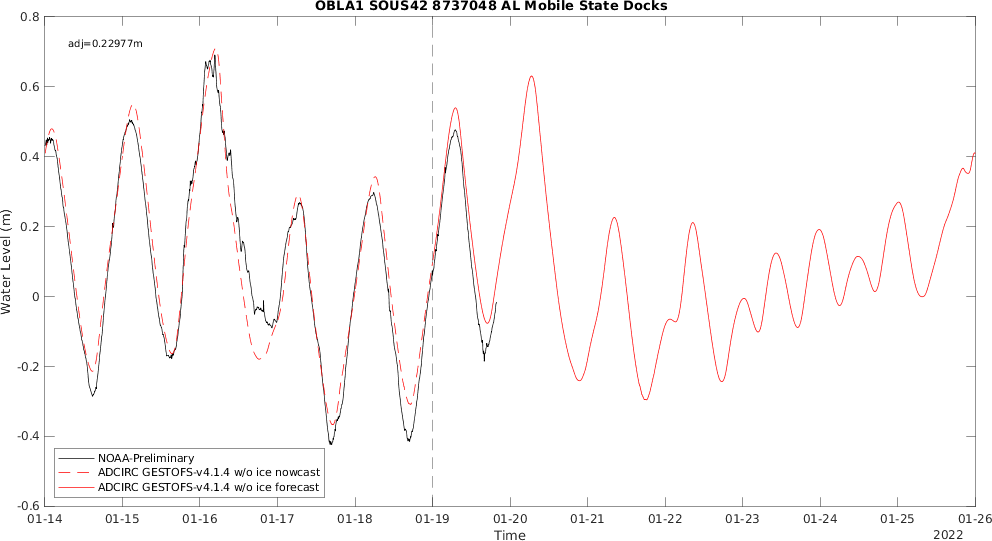 OBLA1 SOUS42 8737048 AL Mobile State Docks
adj=0.22977m
0.8
0.6
0.4
0.2
0
-0.2
-0.4
-0.6
Water Level (m)
NOAA-Preliminary
ADCIRC GESTOFS-v4.1.4 w/o ice nowcast
ADCIRC GESTOFS-v4.1.4 w/o ice forecast
01-14 01-15 01-16 01-17 01-18 01-19 01-20 01-21 01-22 01-23 01-24 01-25 01-26
Time
2022